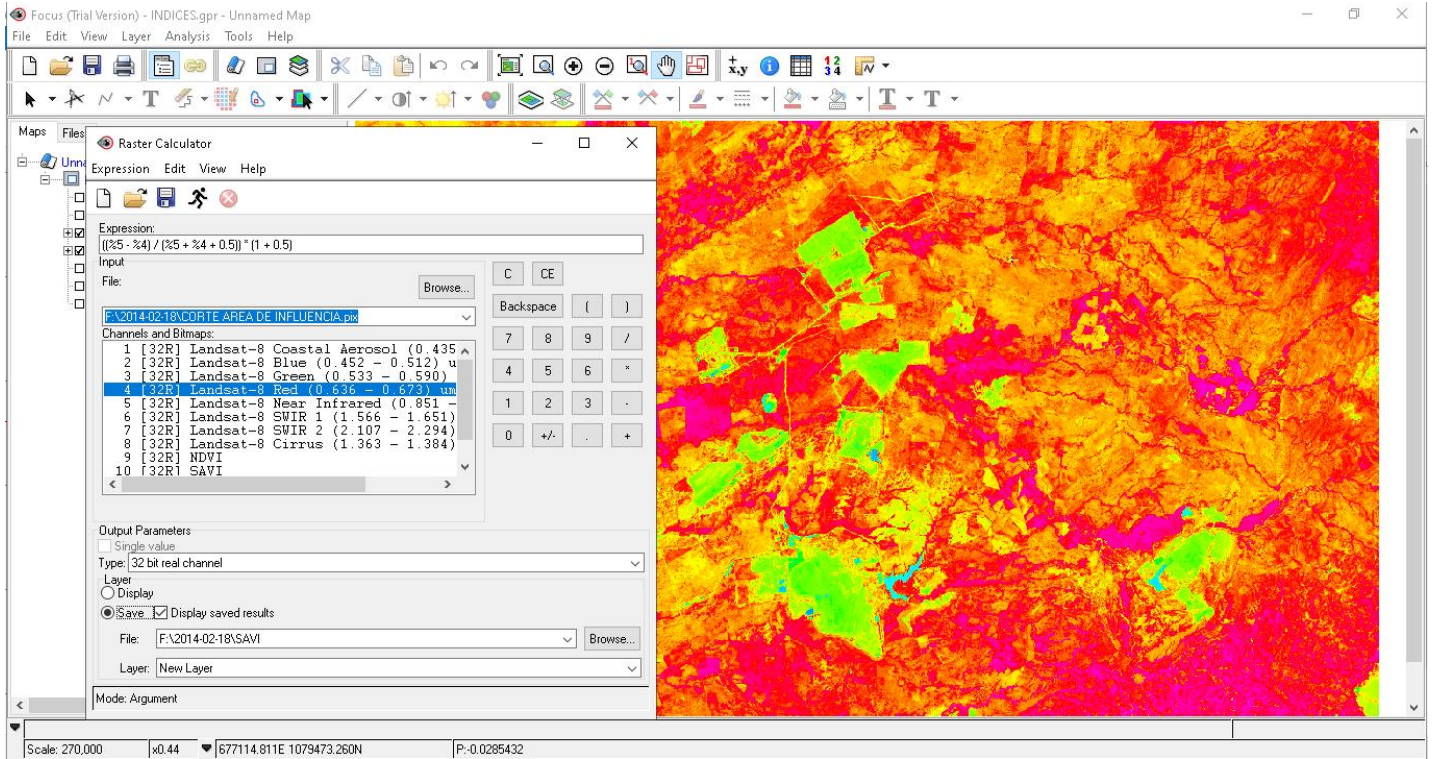 Focus (Trial Version) - INDICES.gpr - Unnamed Map
File Edit View Layer Analysis Tools Help
T
x,y
1 2
3 4
T T
Maps Files
Raster Calculator
Unna
Expression Edit View Help
Expression:
((%5 - %4) / (%5 + %4 + 0.5)) * (1 + 0.5)
Input
File:
Browse...
C CE
F:\2014-02-18\CORTE AREA DE INFLUENCIA.pix
Backspace ( )
Channels and Bitmaps:
1 [32R] Landsat-8 Coastal Aerosol (0.435
2 [32R] Landsat-8 Blue (0.452 - 0.512) u
3 [32R] Landsat-8 Green (0.533 - 0.590)
4 [32R] Landsat-8 Red (0.636 - 0.673) um
5 [32R] Landsat-8 Near Infrared (0.851 -
6 [32R] Landsat-8 SWIR 1 (1.566 - 1.651)
7 [32R] Landsat-8 SWIR 2 (2.107 - 2.294)
8 [32R] Landsat-8 Cirrus (1.363 - 1.384)
9 [32R] NDVI
10 [32R] SAVI
7 8 9 /
4 5 6 *
1 2 3 -
0 +/- . +
Output Parameters
Single value
Type: 32 bit real channel
Layer
Display
Save Display saved results
File: F:\2014-02-18\SAVI Browse...
Layer: New Layer
Mode: Argument
Scale: 270,000 x0.44 677114.811E 1079473.260N P:-0.0285432